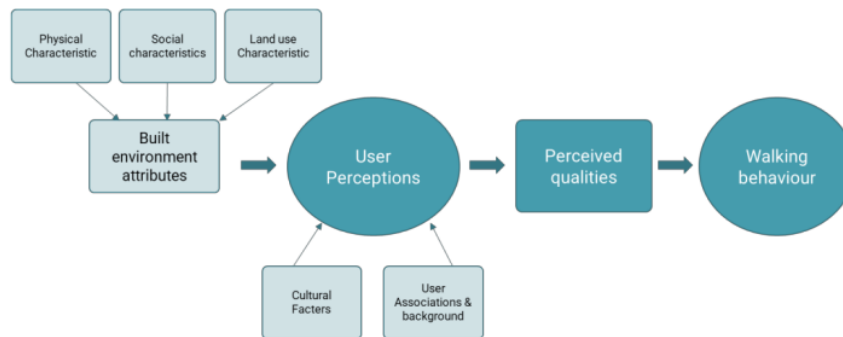 Physical
Characteristic
Social
characteristics
Land use
Characteristic
Built
environment
attributes
User
Perceptions
Perceived
qualities
Walking
behaviour
Cultural
Facters
User
Associations &
background